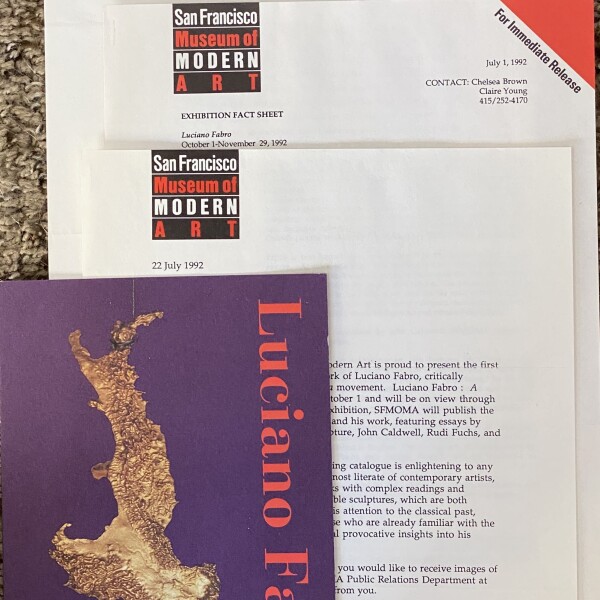 San Francisco
Museum of
MODERN
ART
For Immediate Release
July 1, 1992
CONTACT: Chelsea Brown
Claire Young
415/252-4170
EXHIBITION FACT SHEET
Luciano Fabro
October 1-November 29, 1992
San Francisco
Museum of
MODERN
ART
22 July 1992
odern Art is proud to present the first
rk of Luciano Fabro, critically
movement. Luciano Fabro : A
tober 1 and will be on view through
xhibition, SFMOMA will publish the
and his work, featuring essays by
pture, John Caldwell, Rudi Fuchs, and
ing catalogue is enlightening to any
most literate of contemporary artists,
ks with complex readings and
ble sculptures, which are both
is attention to the classical past,
se who are already familiar with the
al provocative insights into his
you would like to receive images of
A Public Relations Department at
from you.
Luciano Fa